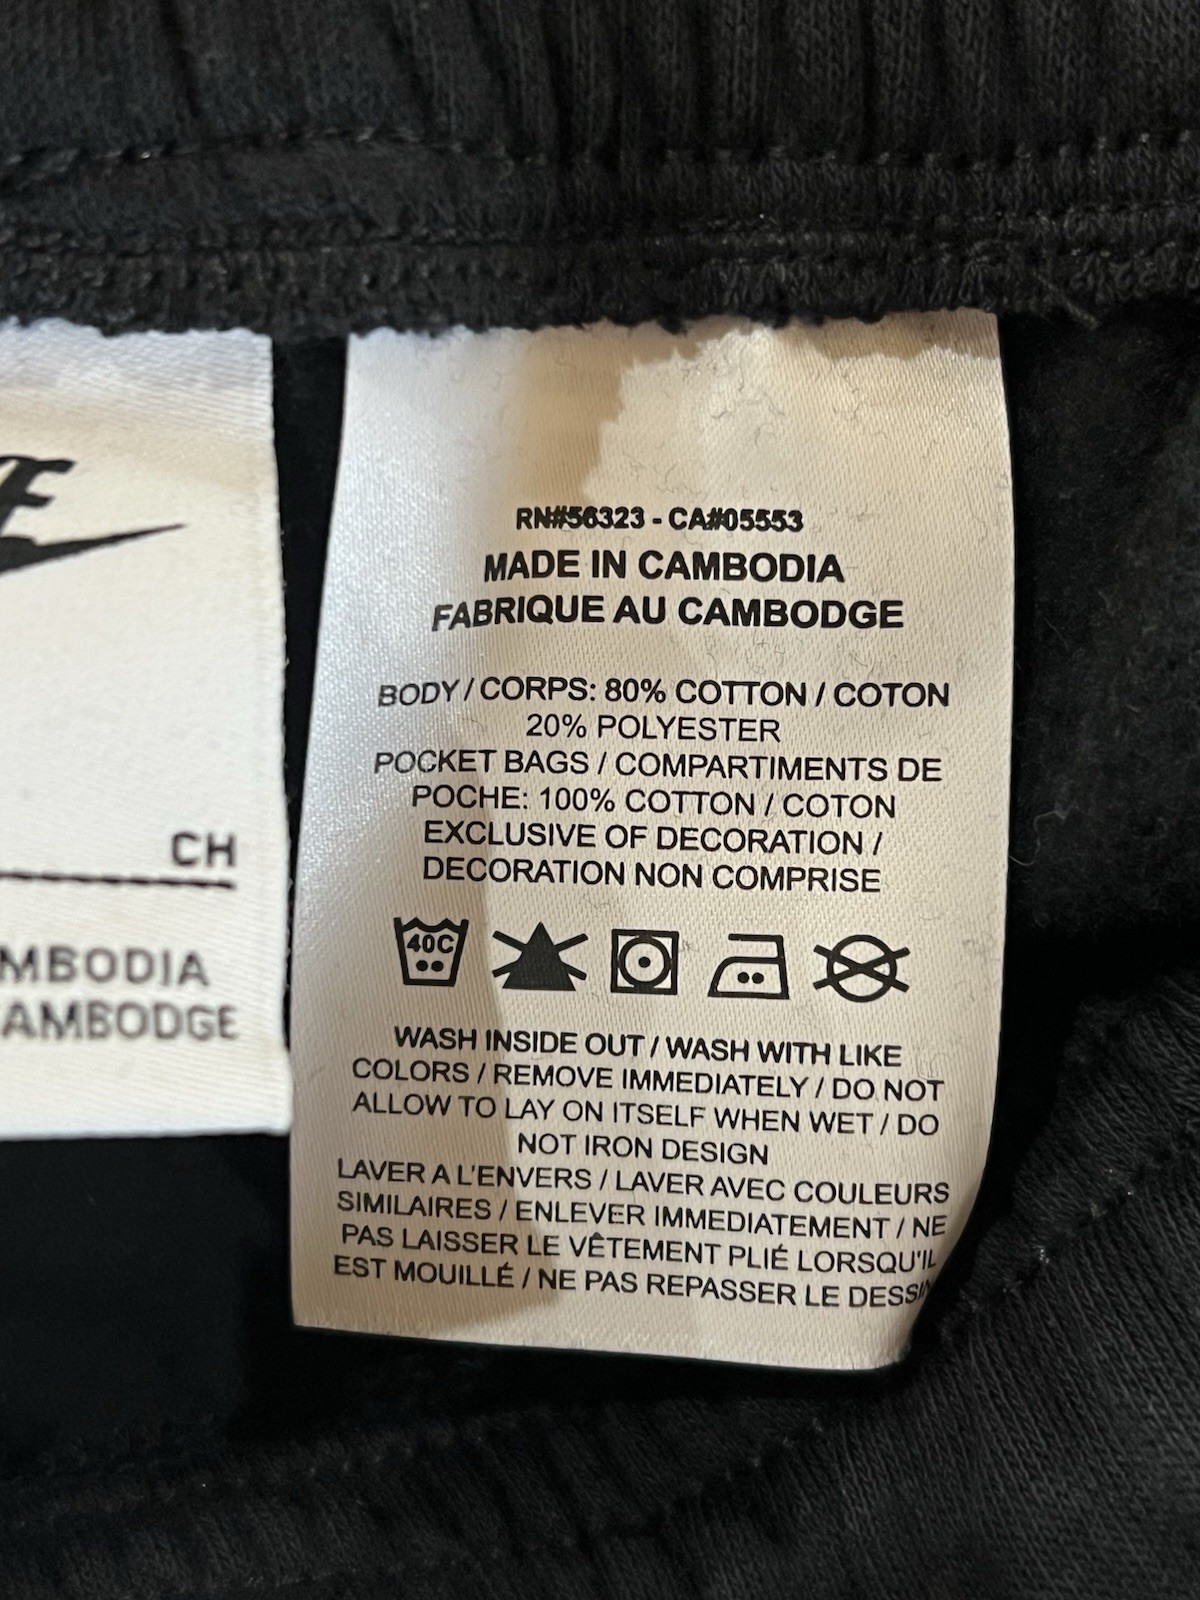 CH
MBODIA
AMBODGE
RN#56323 - CA#05553
MADE IN CAMBODIA
FABRIQUE AU CAMBODGE
BODY / CORPS: 80% COTTON / COTON
20% POLYESTER
POCKET BAGS / COMPARTIMENTS DE
POCHE: 100% COTTON / COTON
EXCLUSIVE OF DECORATION /
DECORATION NON COMPRISE
40C
WASH INSIDE OUT / WASH WITH LIKE
COLORS / REMOVE IMMEDIATELY / DO NOT
ALLOW TO LAY ON ITSELF WHEN WET / DO
NOT IRON DESIGN
LAVER A L'ENVERS / LAVER AVEC COULEURS
SIMILAIRES / ENLEVER IMMEDIATEMENT / NE
PAS LAISSER LE VÊTEMENT PLIÉ LORSQU'IL
EST MOUILLÉ / NE PAS REPASSER LE DESSIN